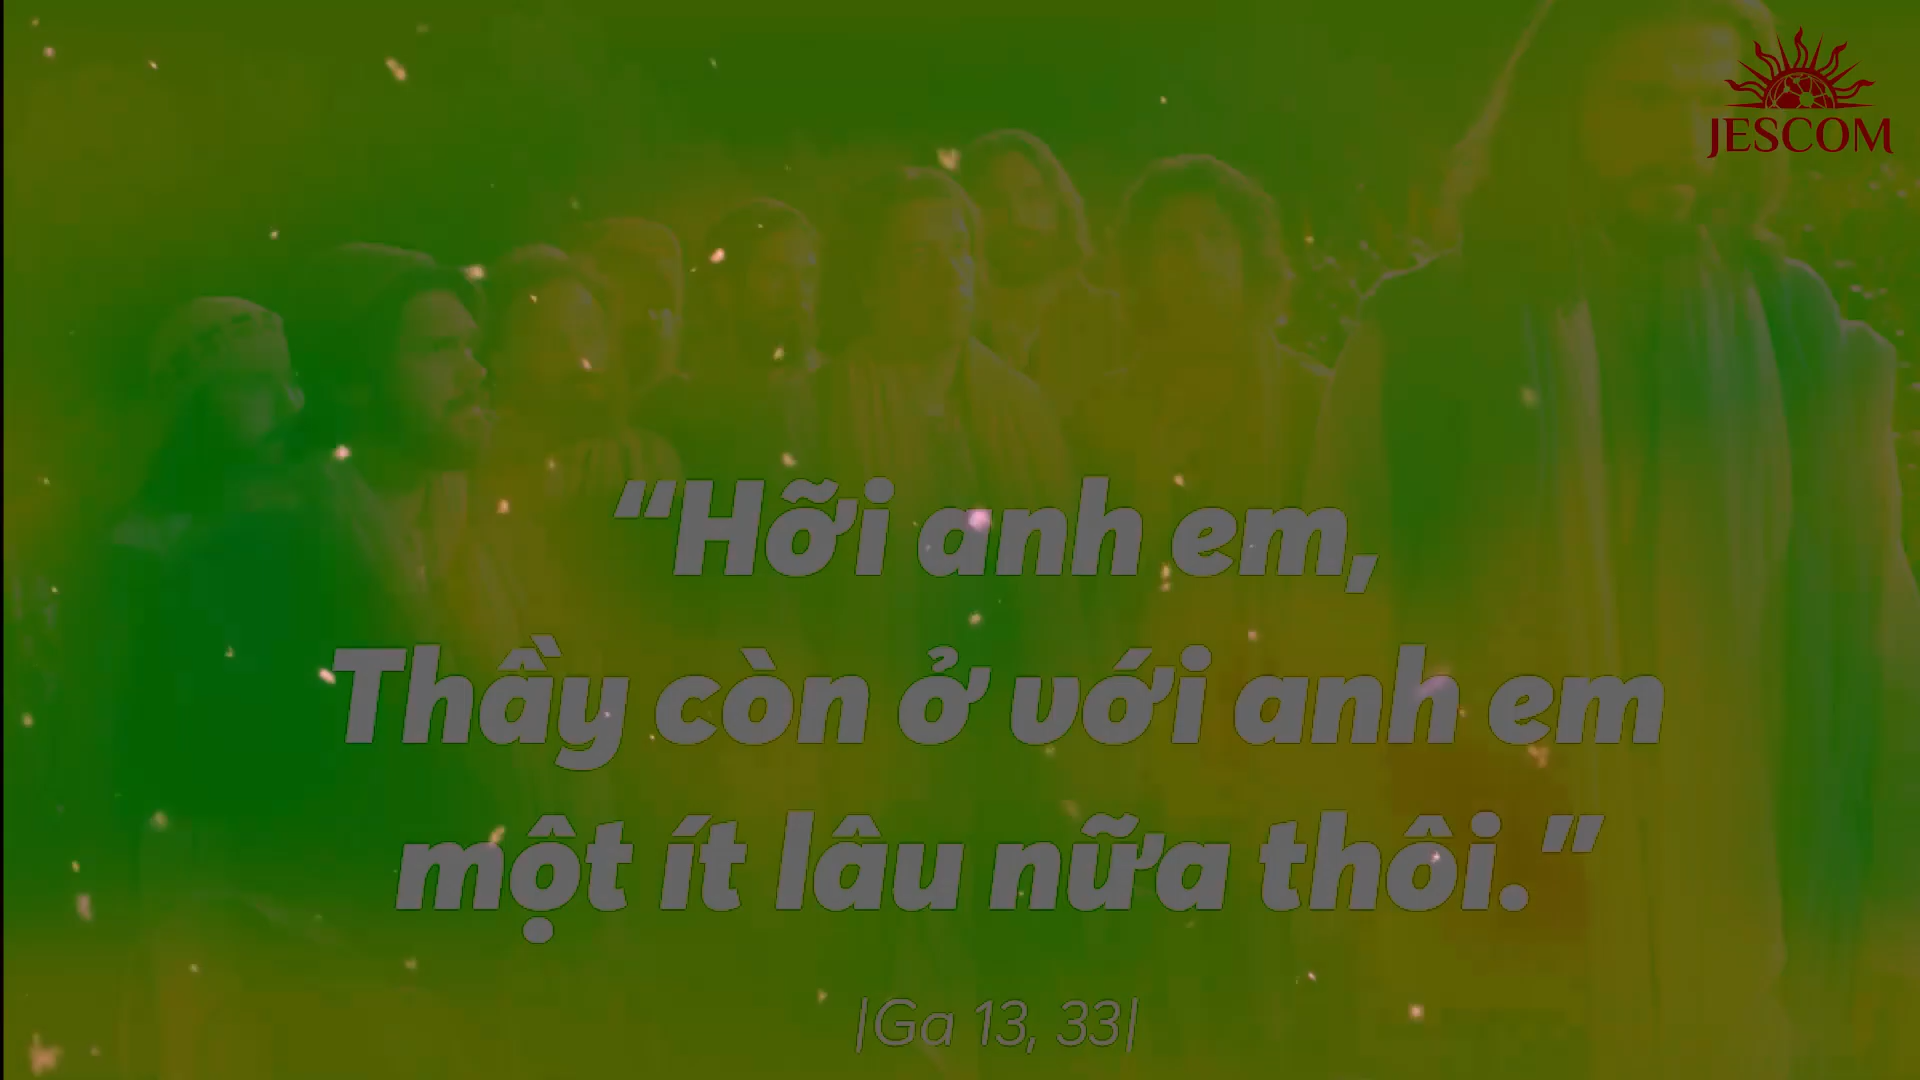 JESCOM
“Hỡi anh em,
Thầy còn ở với anh em
một ít lâu nữa thôi.”
|Ga 13, 33|